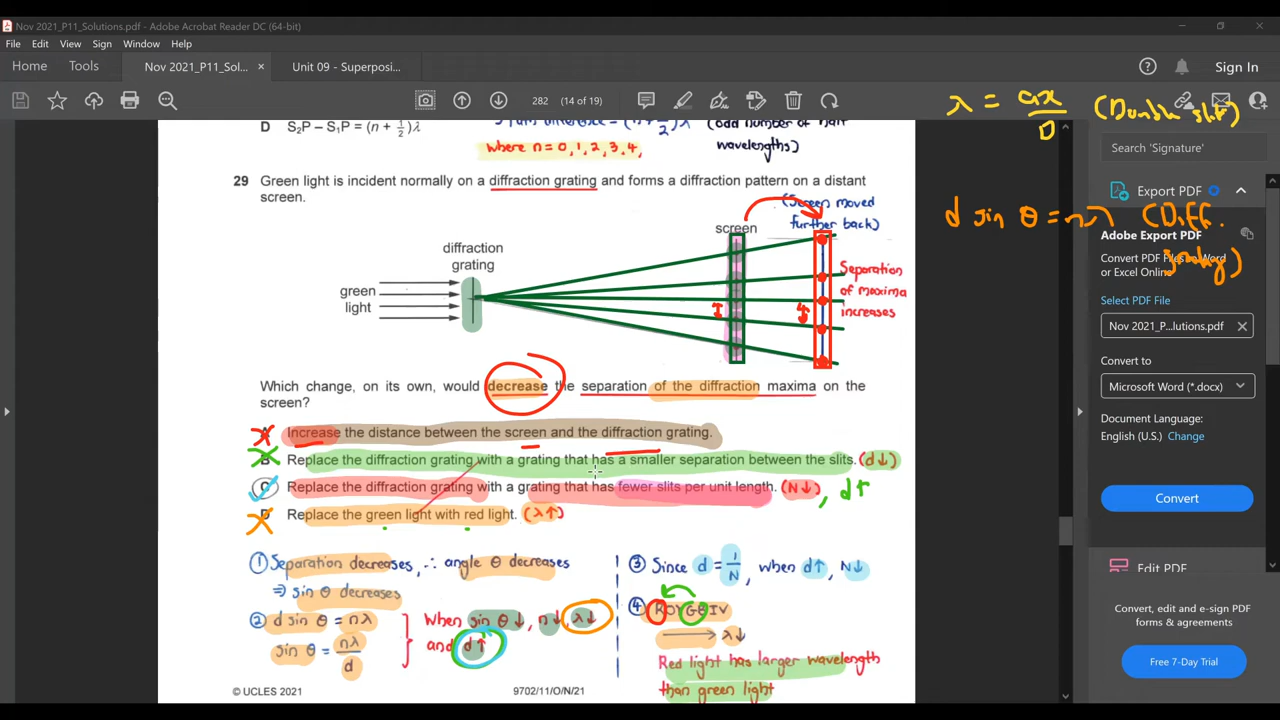 Nov 2021_P11_Solutions.pdf - Adobe Acrobat Reader DC (64-bit)
File Edit View Sign Window Help
Home Tools Nov 2021_P11_Sol... × Unit 09 - Superposi... Sign In
282 (14 of 19)
λ = ax/D (Double slit)
D S₂P – S₁P = (n + ½)λ
(odd number of half
where n = 0, 1, 2, 3, 4,
wavelengths)
29 Green light is incident normally on a diffraction grating and forms a diffraction pattern on a distant
screen.
(Screen moved
further back)
screen
diffraction
grating
green
light
Separation
of maxima
increases
d sin θ = nλ (Diff.
Which change, on its own, would decrease the separation of the diffraction maxima on the
screen?
A Increase the distance between the screen and the diffraction grating.
B Replace the diffraction grating with a grating that has a smaller separation between the slits. (d↓)
C Replace the diffraction grating with a grating that has fewer slits per unit length. (N↓), d↑
D Replace the green light with red light. (λ↑)
① Separation decreases, ∴ angle θ decreases
⇒ sin θ decreases
② d sin θ = nλ
sin θ = nλ/d
When sin θ↓, n↓, λ↓
and d↑
③ Since d = 1/N, when d↑, N↓
④ ROYGBIV
→ λ↓
Red light has larger wavelength
than green light
© UCLES 2021 9702/11/O/N/21
Search 'Signature'
Export PDF
Adobe Export PDF
Convert PDF Files to Word
or Excel Online
Select PDF File
Nov 2021_P...lutions.pdf ×
Convert to
Microsoft Word (*.docx)
Document Language:
English (U.S.) Change
Convert
Edit PDF
Convert, edit and e-sign PDF
forms & agreements
Free 7-Day Trial